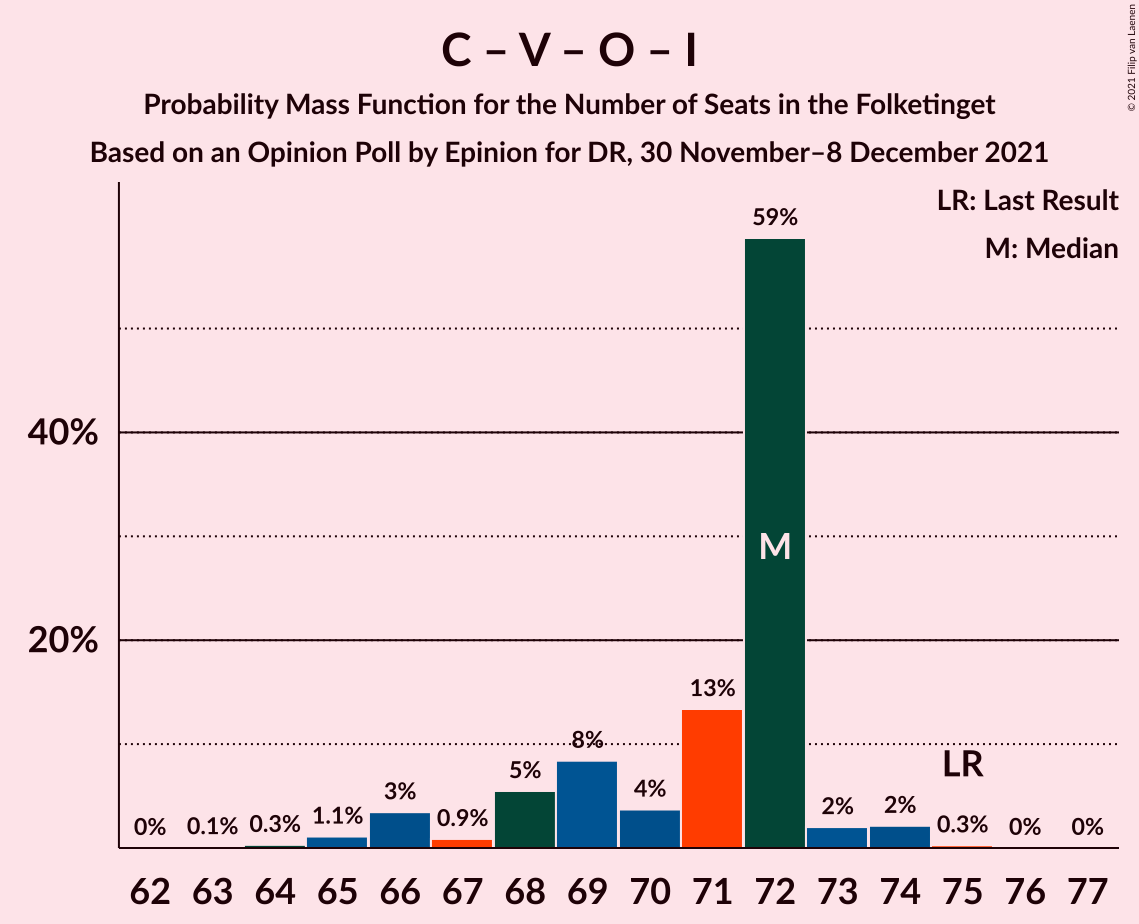 C – V – O – I
Probability Mass Function for the Number of Seats in the Folketinget
Based on an Opinion Poll by Epinion for DR, 30 November–8 December 2021
© 2021 Filip van Laenen
LR: Last Result
M: Median
59%
40%
M
20%
13%
8%
LR
5%
4%
3%
2%
2%
1.1%
0.9%
0.3%
0.3%
0%
0.1%
0%
0%
62 63 64 65 66 67 68 69 70 71 72 73 74 75 76 77